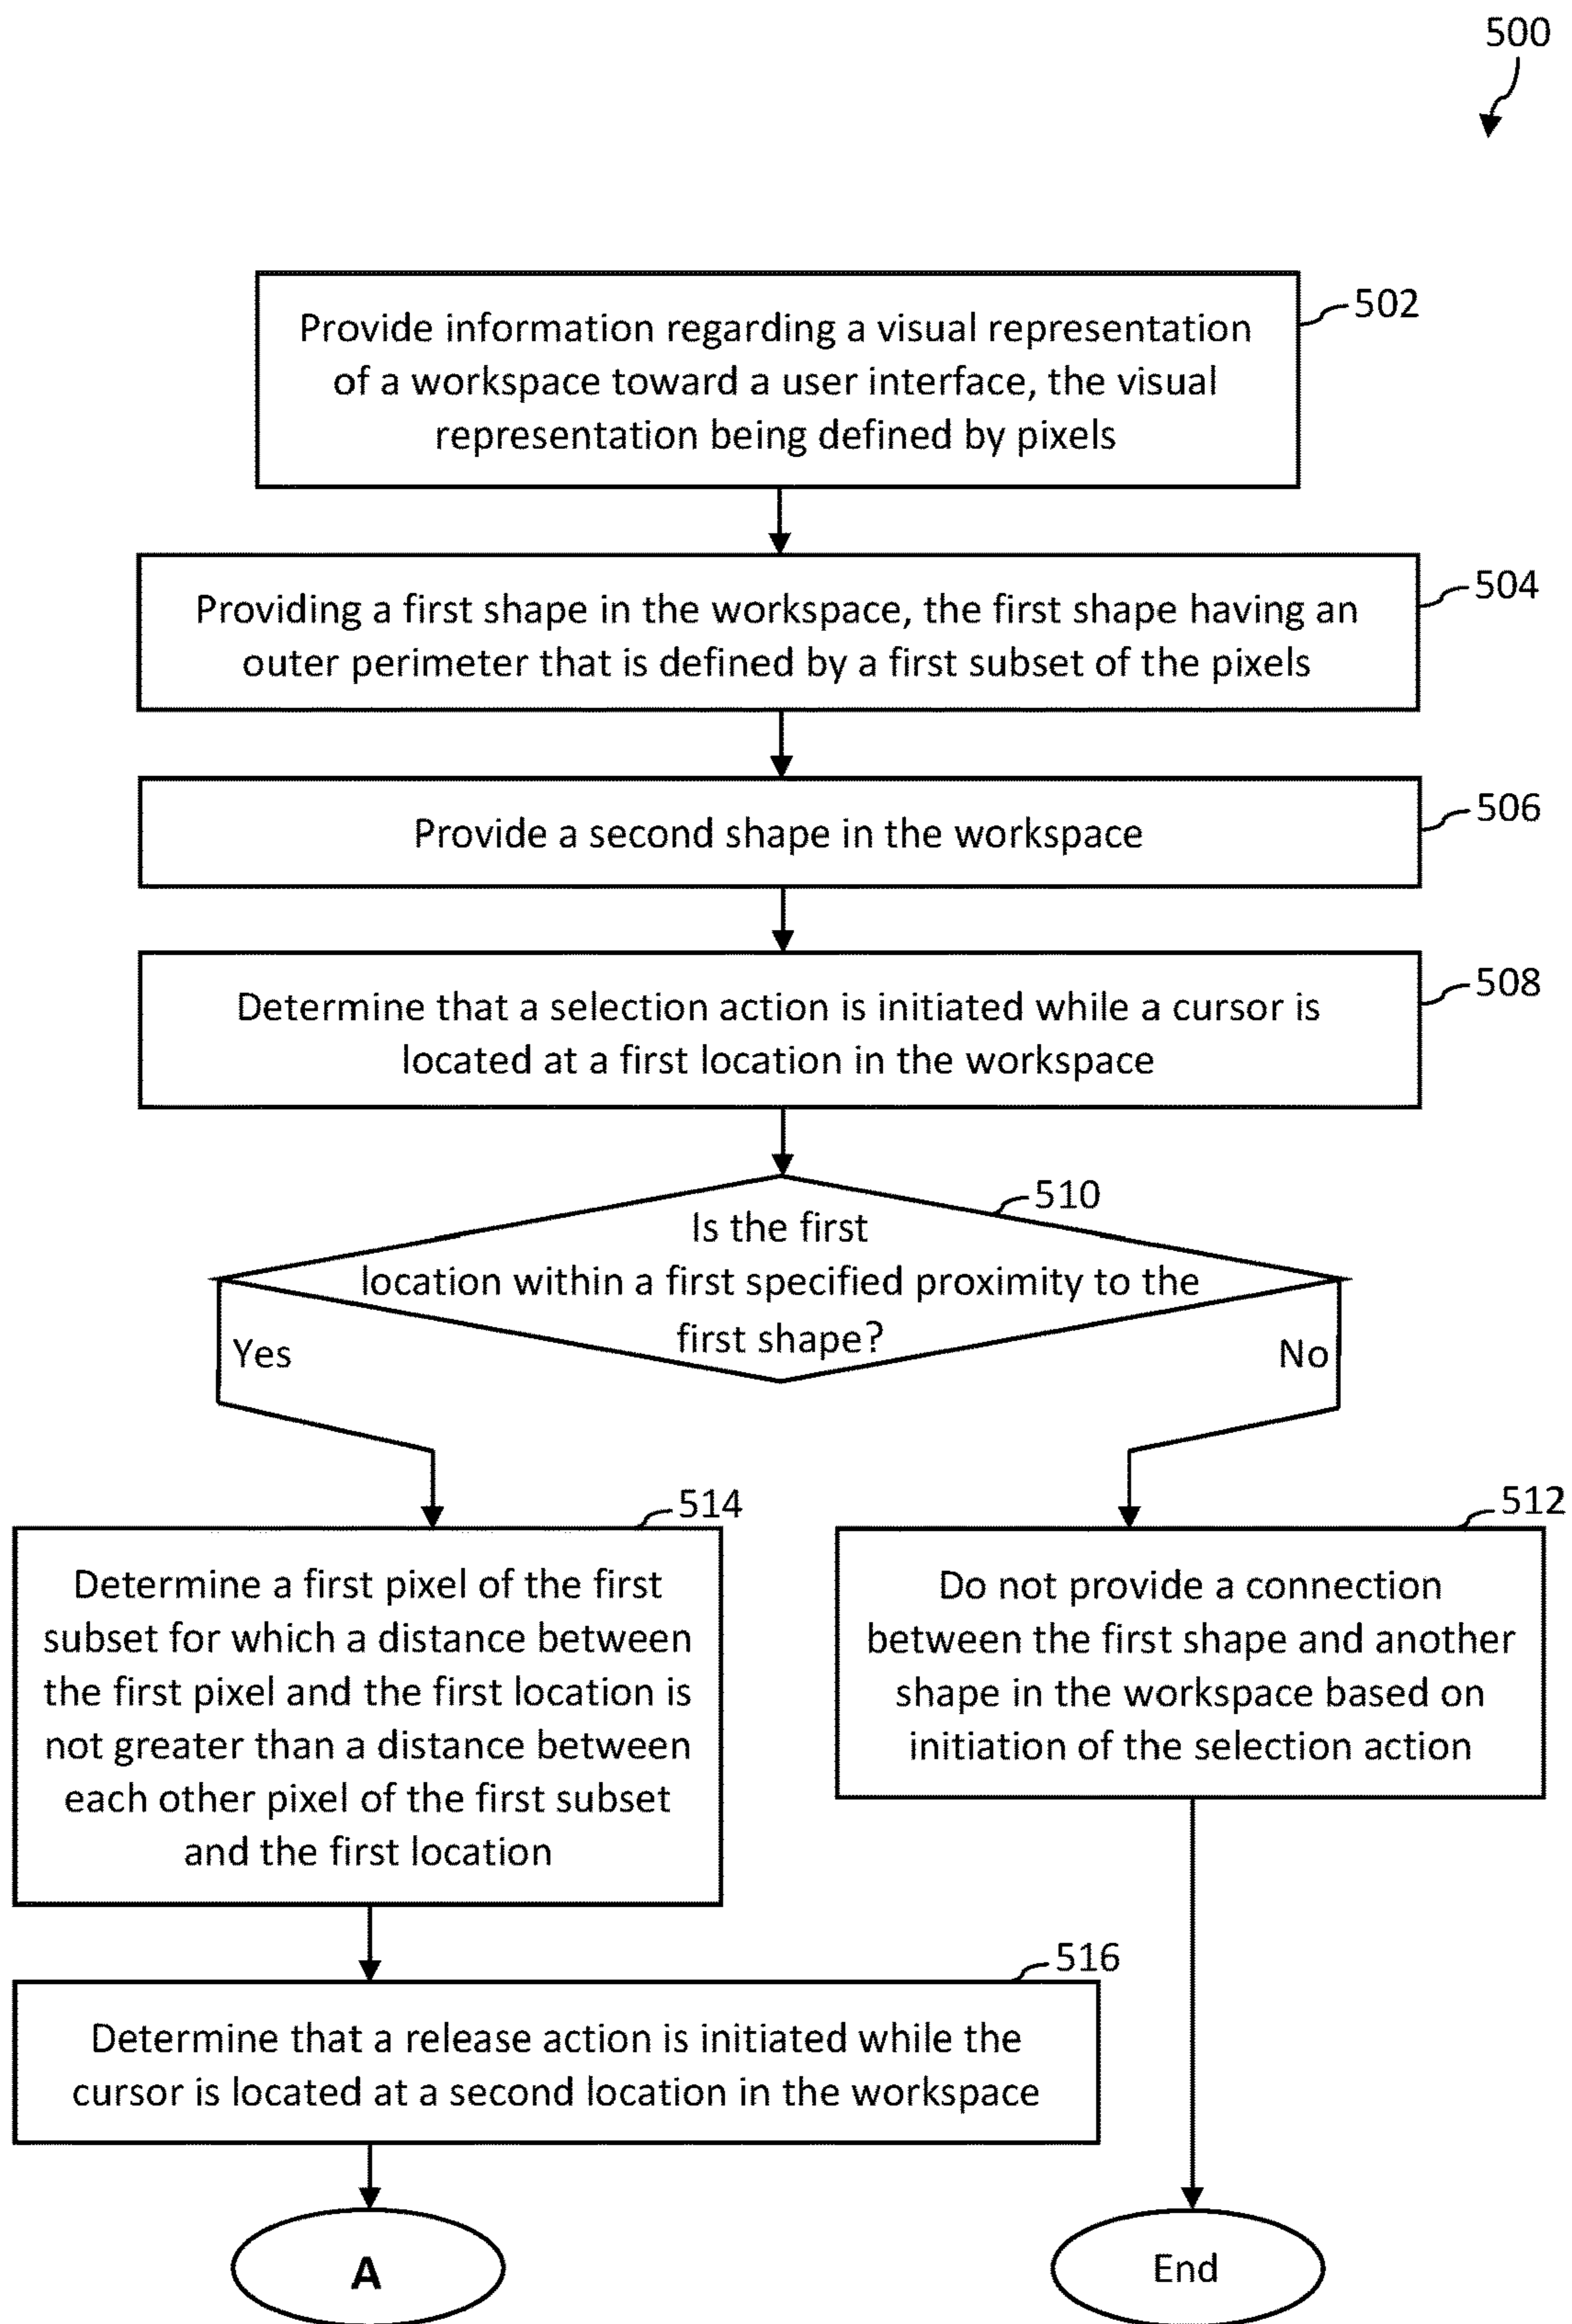 500
502
Provide information regarding a visual representation
of a workspace toward a user interface, the visual
representation being defined by pixels
504
Providing a first shape in the workspace, the first shape having an
outer perimeter that is defined by a first subset of the pixels
506
Provide a second shape in the workspace
508
Determine that a selection action is initiated while a cursor is
located at a first location in the workspace
510
Is the first
location within a first specified proximity to the
first shape?
Yes
No
514
Determine a first pixel of the first
subset for which a distance between
the first pixel and the first location is
not greater than a distance between
each other pixel of the first subset
and the first location
512
Do not provide a connection
between the first shape and another
shape in the workspace based on
initiation of the selection action
516
Determine that a release action is initiated while the
cursor is located at a second location in the workspace
A
End